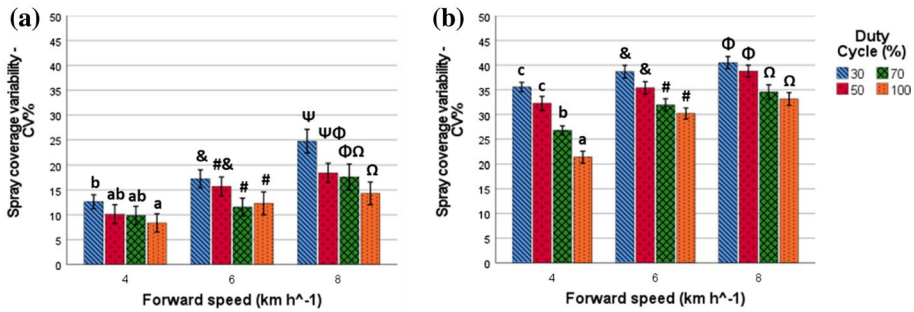 (a)
Spray coverage variability -
CV%
50
45
40
35
30
25
20
15
10
5
0
b ab ab a
& #& # #
Ψ ΨΦ ΦΩ Ω
4 6 8
Forward speed (km h^-1)
(b)
Spray coverage variability -
CV%
50
45
40
35
30
25
20
15
10
5
0
c c b a
& & # #
Φ Φ Ω Ω
4 6 8
Forward speed (km h^-1)
Duty
Cycle (%)
30 70
50 100